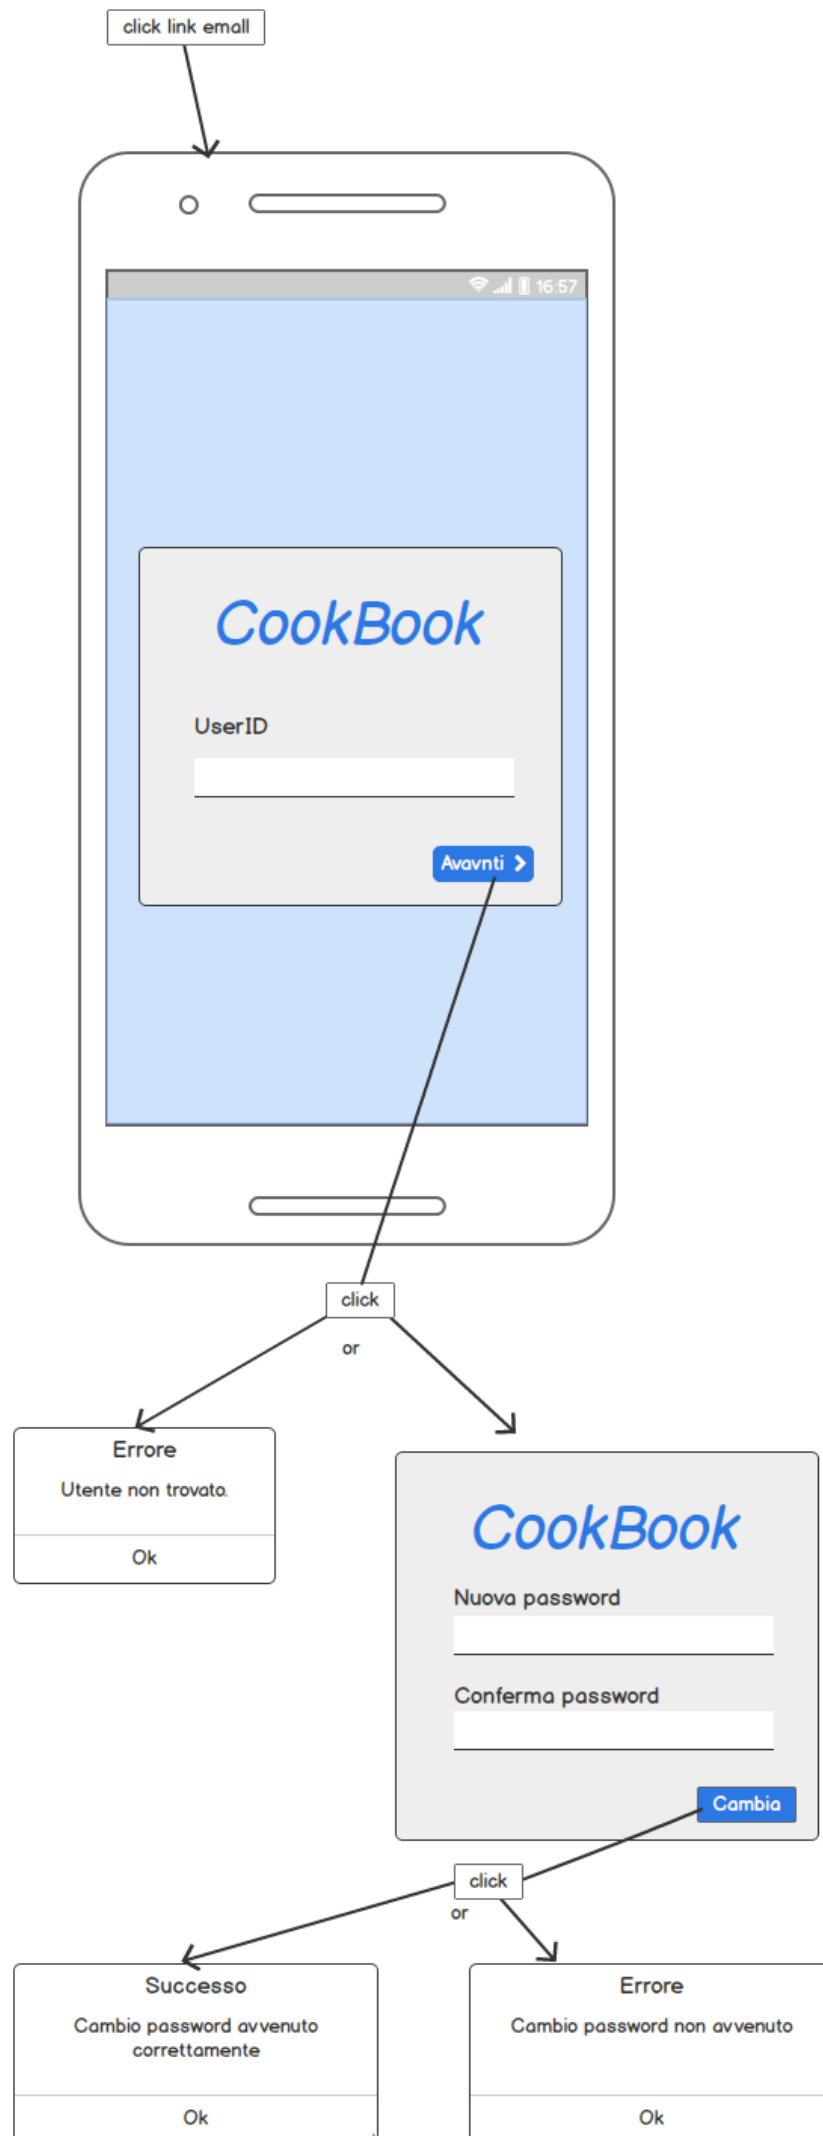 click link emall
16:57
CookBook
UserID
Avavnti
click
or
Errore
Utente non trovato.
Ok
CookBook
Nuova password
Conferma password
Cambia
click
or
Successo
Cambio password avvenuto
correttamente
Ok
Errore
Cambio password non avvenuto
Ok